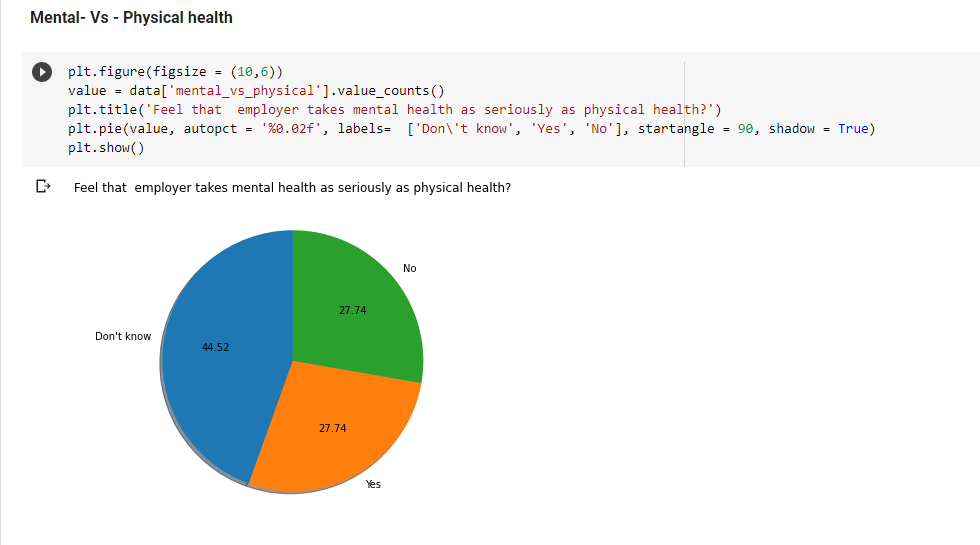 Mental- Vs - Physical health
plt.figure(figsize = (10,6))
value = data['mental_vs_physical'].value_counts()
plt.title('Feel that  employer takes mental health as seriously as physical health?')
plt.pie(value, autopct = '%0.02f', labels=  ['Don\'t know', 'Yes', 'No'], startangle = 90, shadow = True)
plt.show()
Feel that  employer takes mental health as seriously as physical health?
No
27.74
Don't know
44.52
27.74
Yes